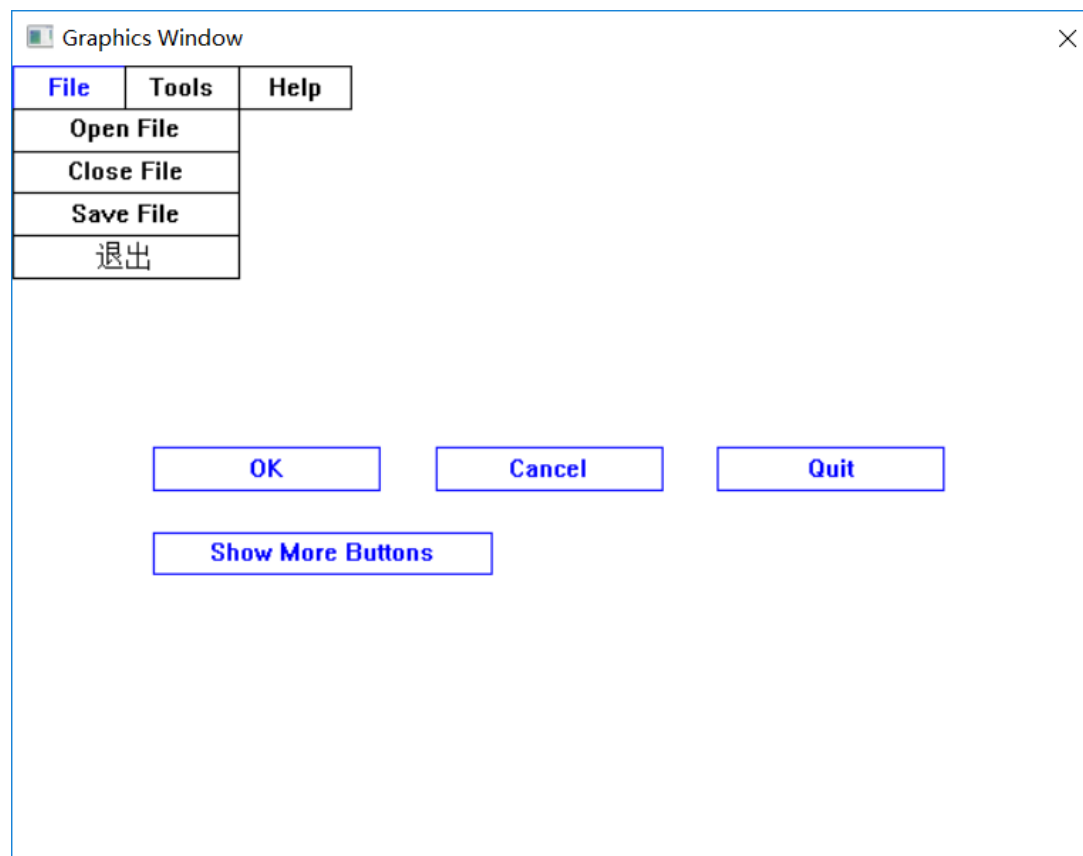 Graphics Window
File Tools Help
Open File
Close File
Save File
退出
OK Cancel Quit
Show More Buttons